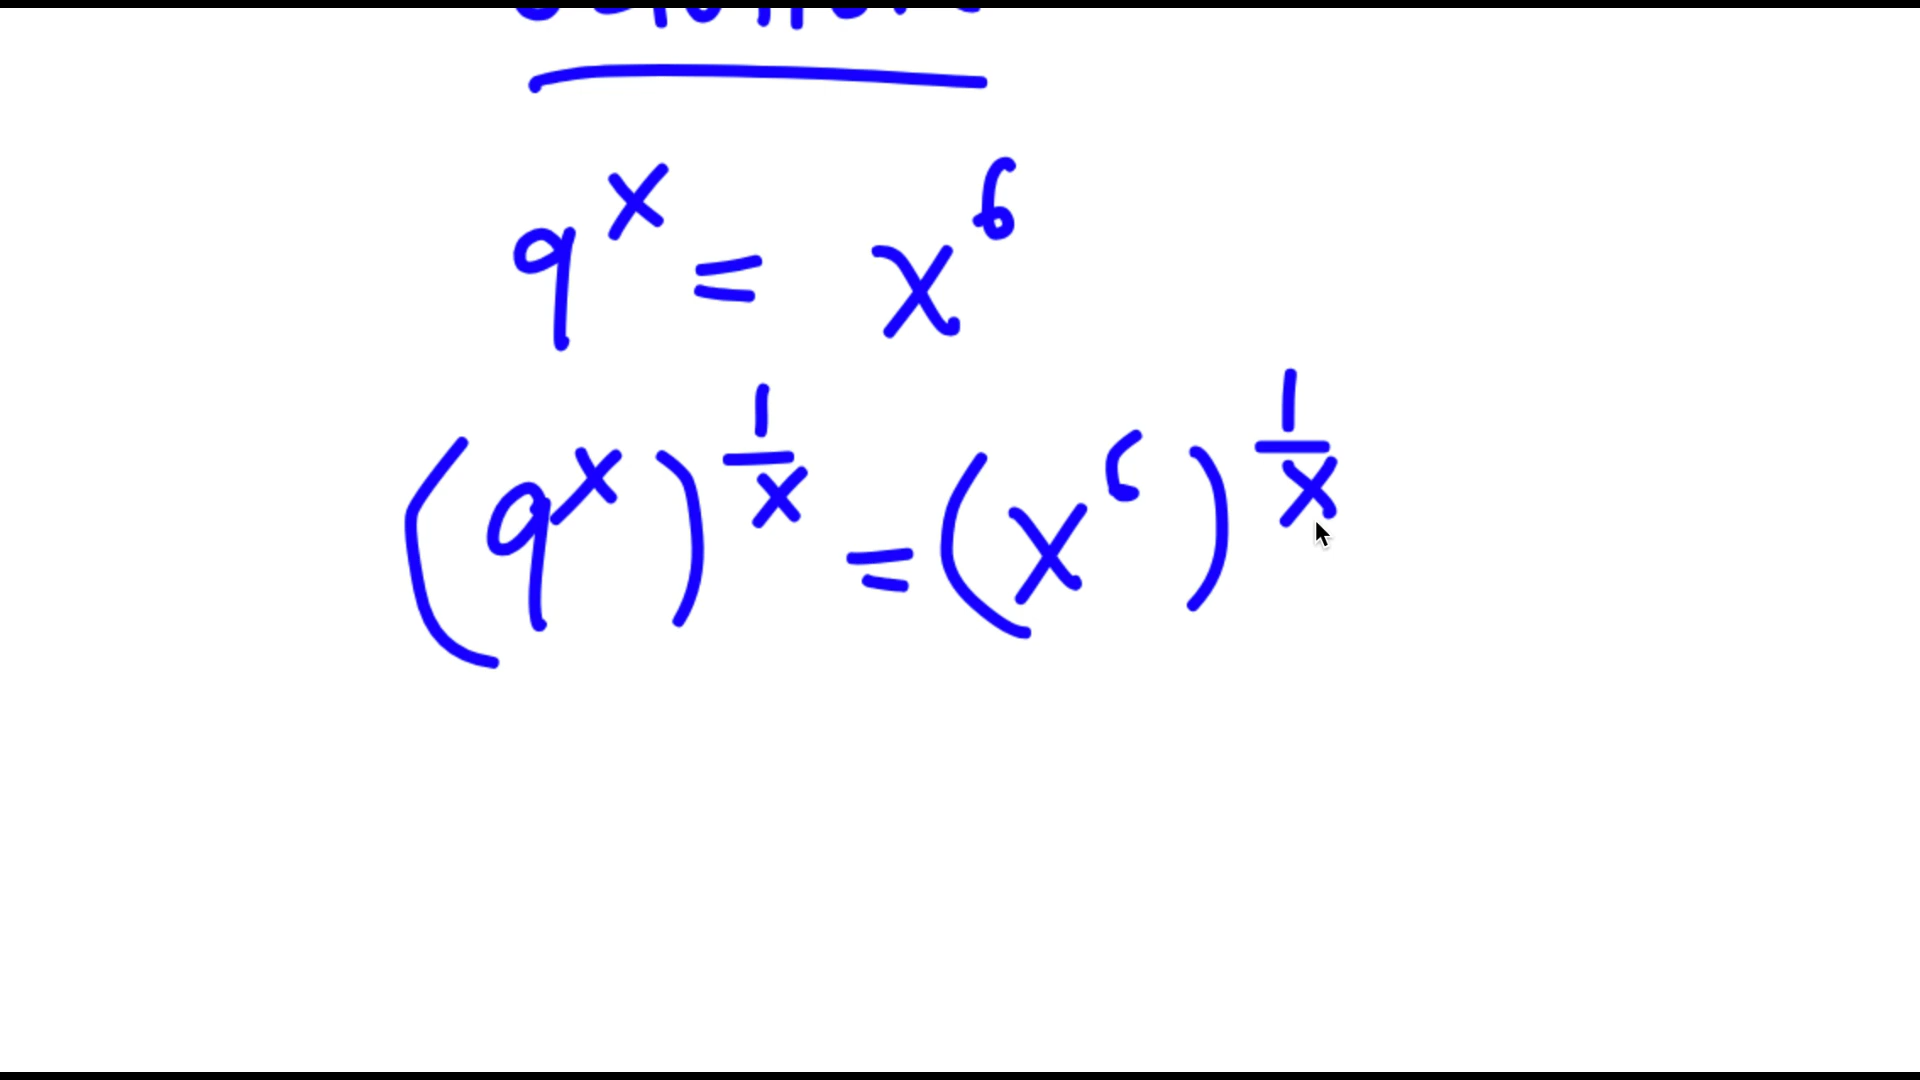 9^x = x^6
(9^x)^(1/x) = (x^6)^(1/x)